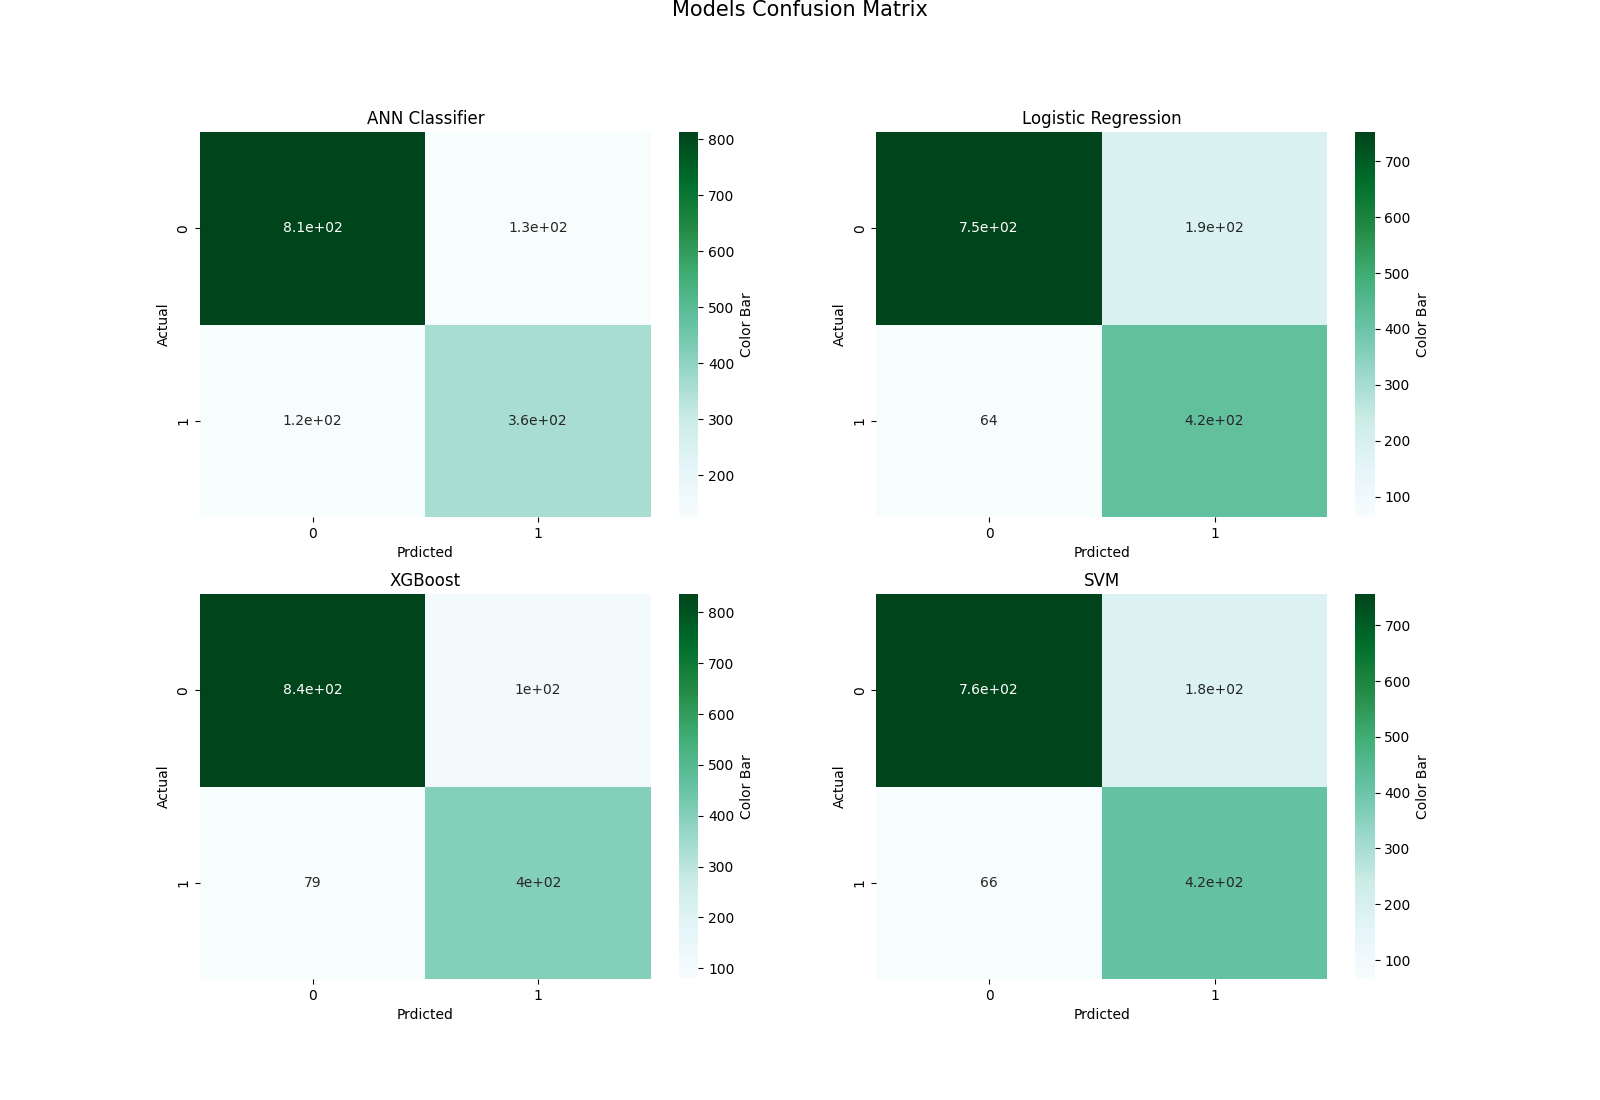 Models Confusion Matrix
ANN Classifier
0
1
Actual
8.1e+02 1.3e+02
1.2e+02 3.6e+02
0 1
Prdicted
800
700
600
500
400
300
200
Color Bar
Logistic Regression
0
1
Actual
7.5e+02 1.9e+02
64 4.2e+02
0 1
Prdicted
700
600
500
400
300
200
100
Color Bar
XGBoost
0
1
Actual
8.4e+02 1e+02
79 4e+02
0 1
Prdicted
800
700
600
500
400
300
200
100
Color Bar
SVM
0
1
Actual
7.6e+02 1.8e+02
66 4.2e+02
0 1
Prdicted
700
600
500
400
300
200
100
Color Bar